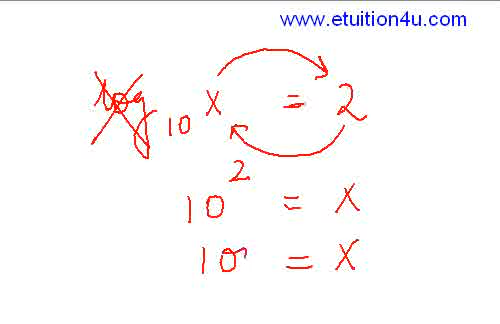 www.etuition4u.com
log₁₀ x = 2
10² = x
10 = x